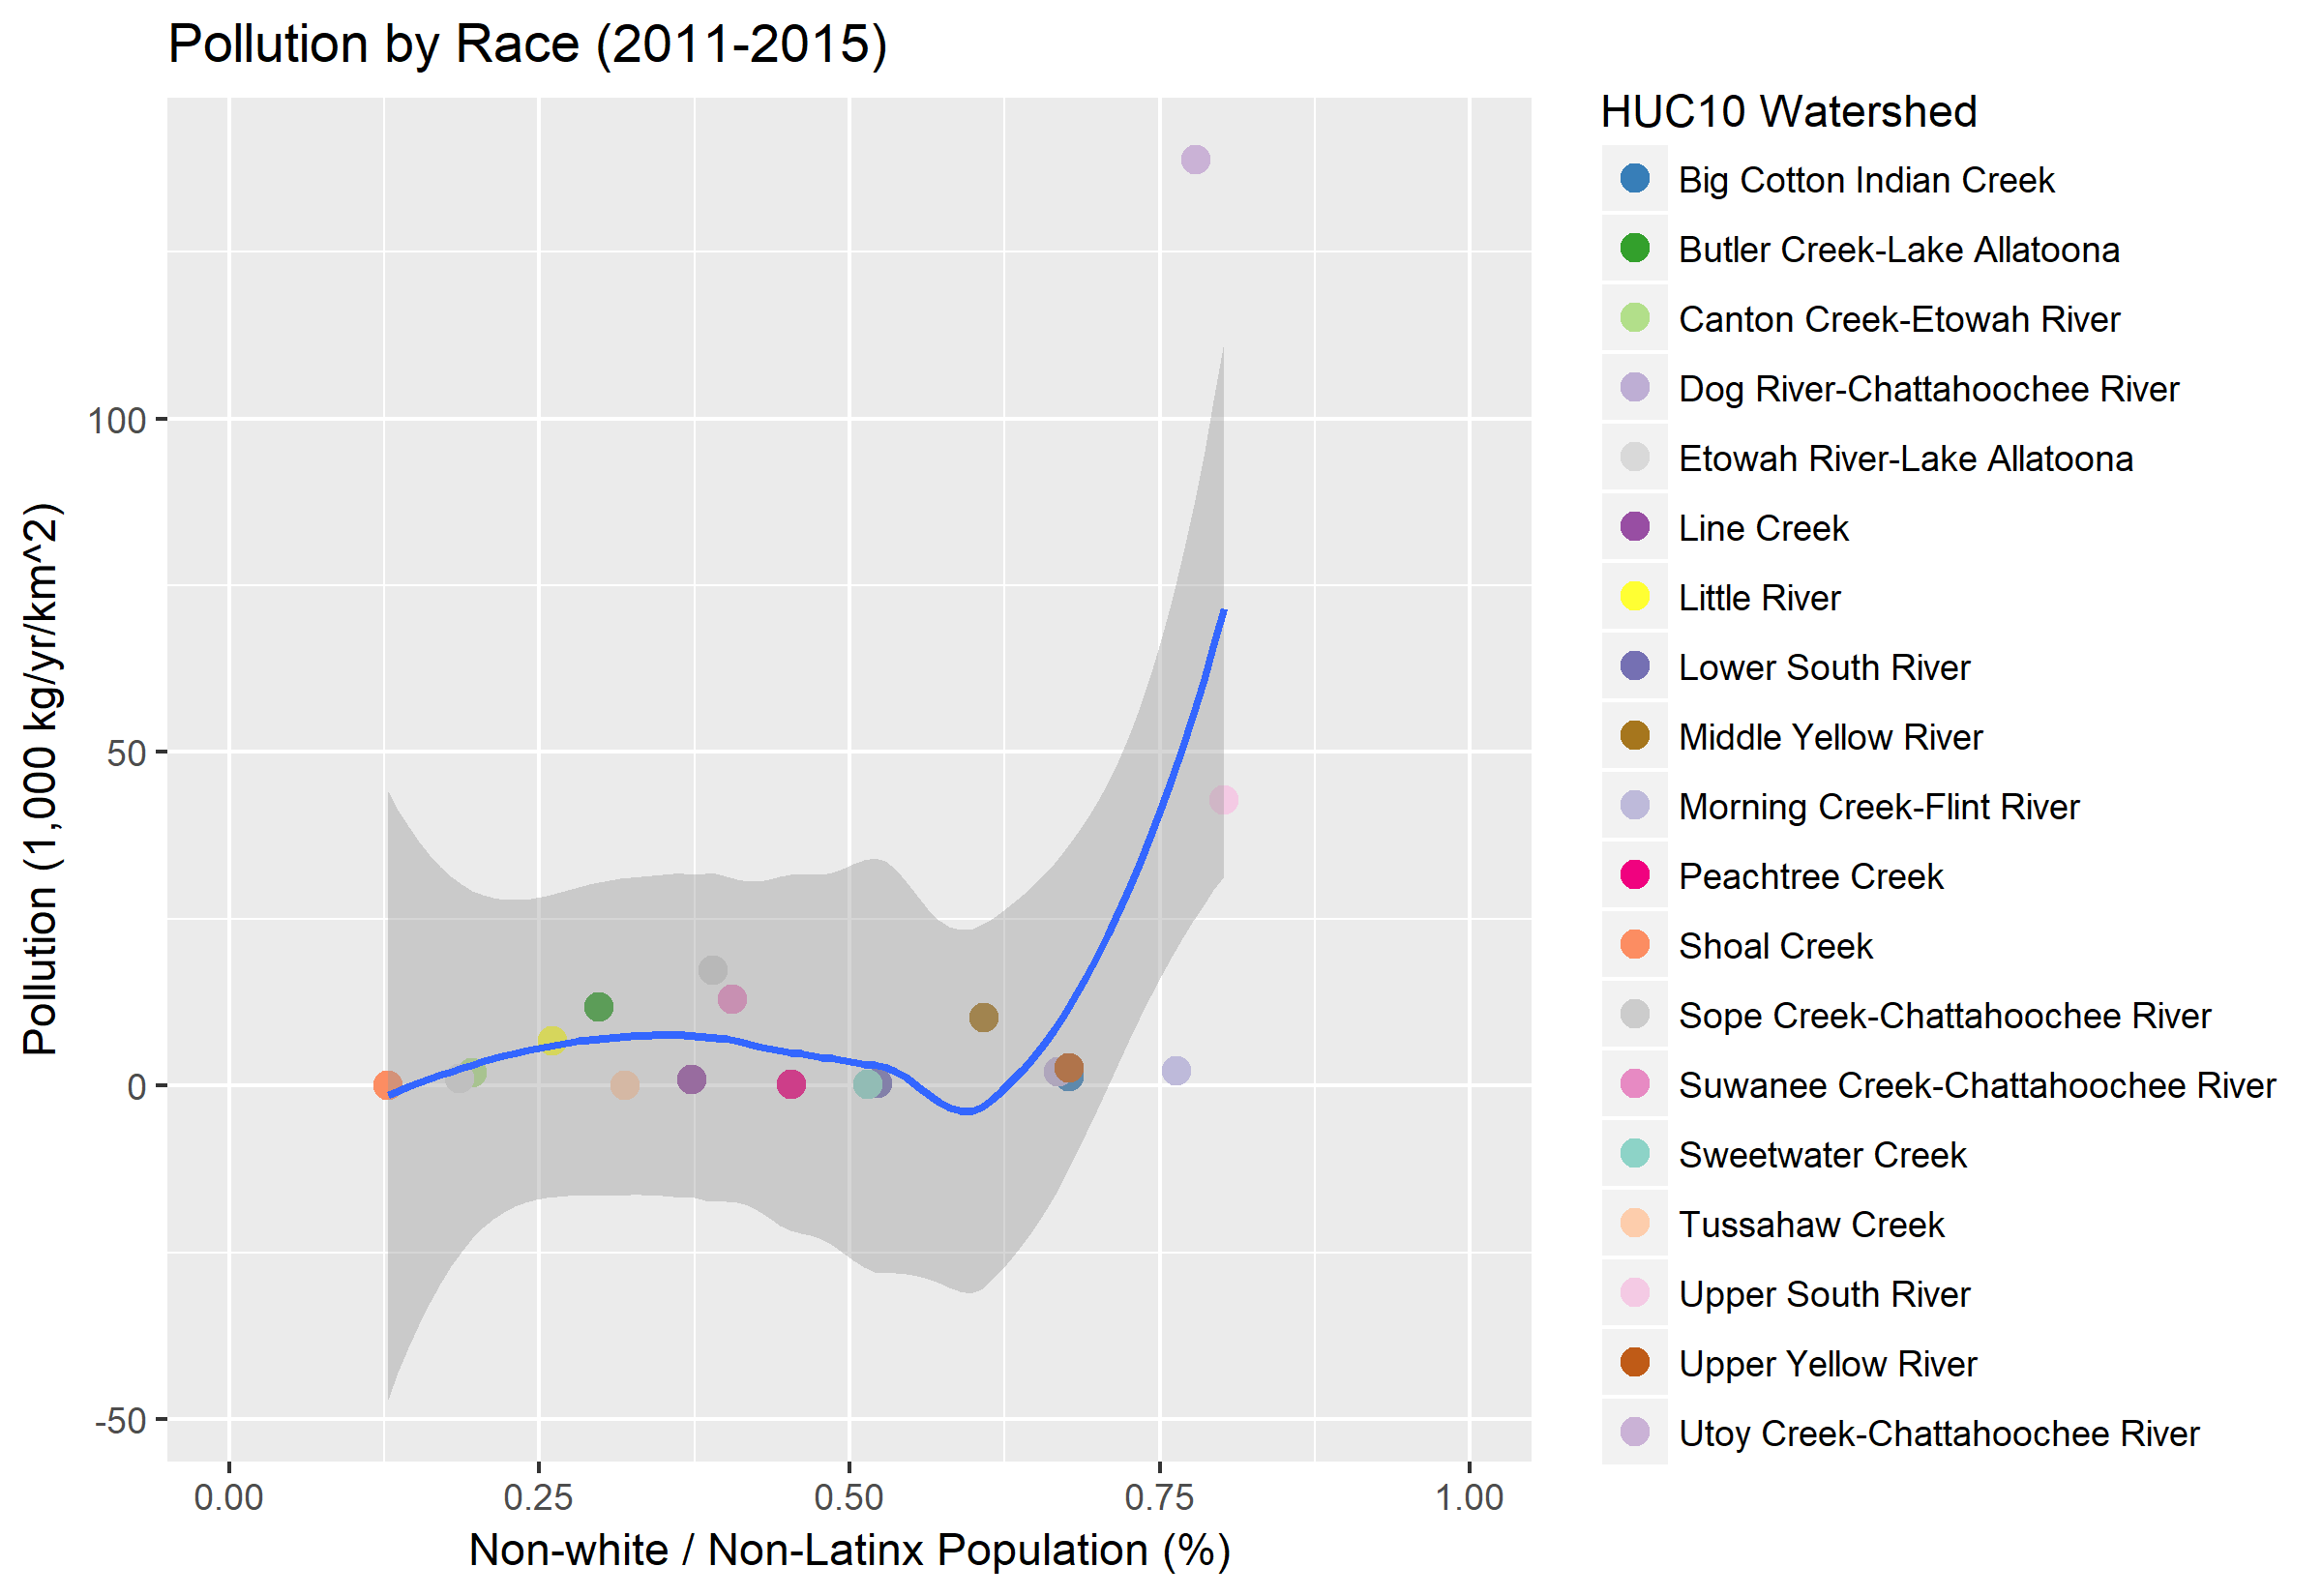 Pollution by Race (2011-2015)
Pollution (1,000 kg/yr/km^2)
100
50
0
-50
0.00
0.25
0.50
0.75
1.00
Non-white / Non-Latinx Population (%)
HUC10 Watershed
Big Cotton Indian Creek
Butler Creek-Lake Allatoona
Canton Creek-Etowah River
Dog River-Chattahoochee River
Etowah River-Lake Allatoona
Line Creek
Little River
Lower South River
Middle Yellow River
Morning Creek-Flint River
Peachtree Creek
Shoal Creek
Sope Creek-Chattahoochee River
Suwanee Creek-Chattahoochee River
Sweetwater Creek
Tussahaw Creek
Upper South River
Upper Yellow River
Utoy Creek-Chattahoochee River